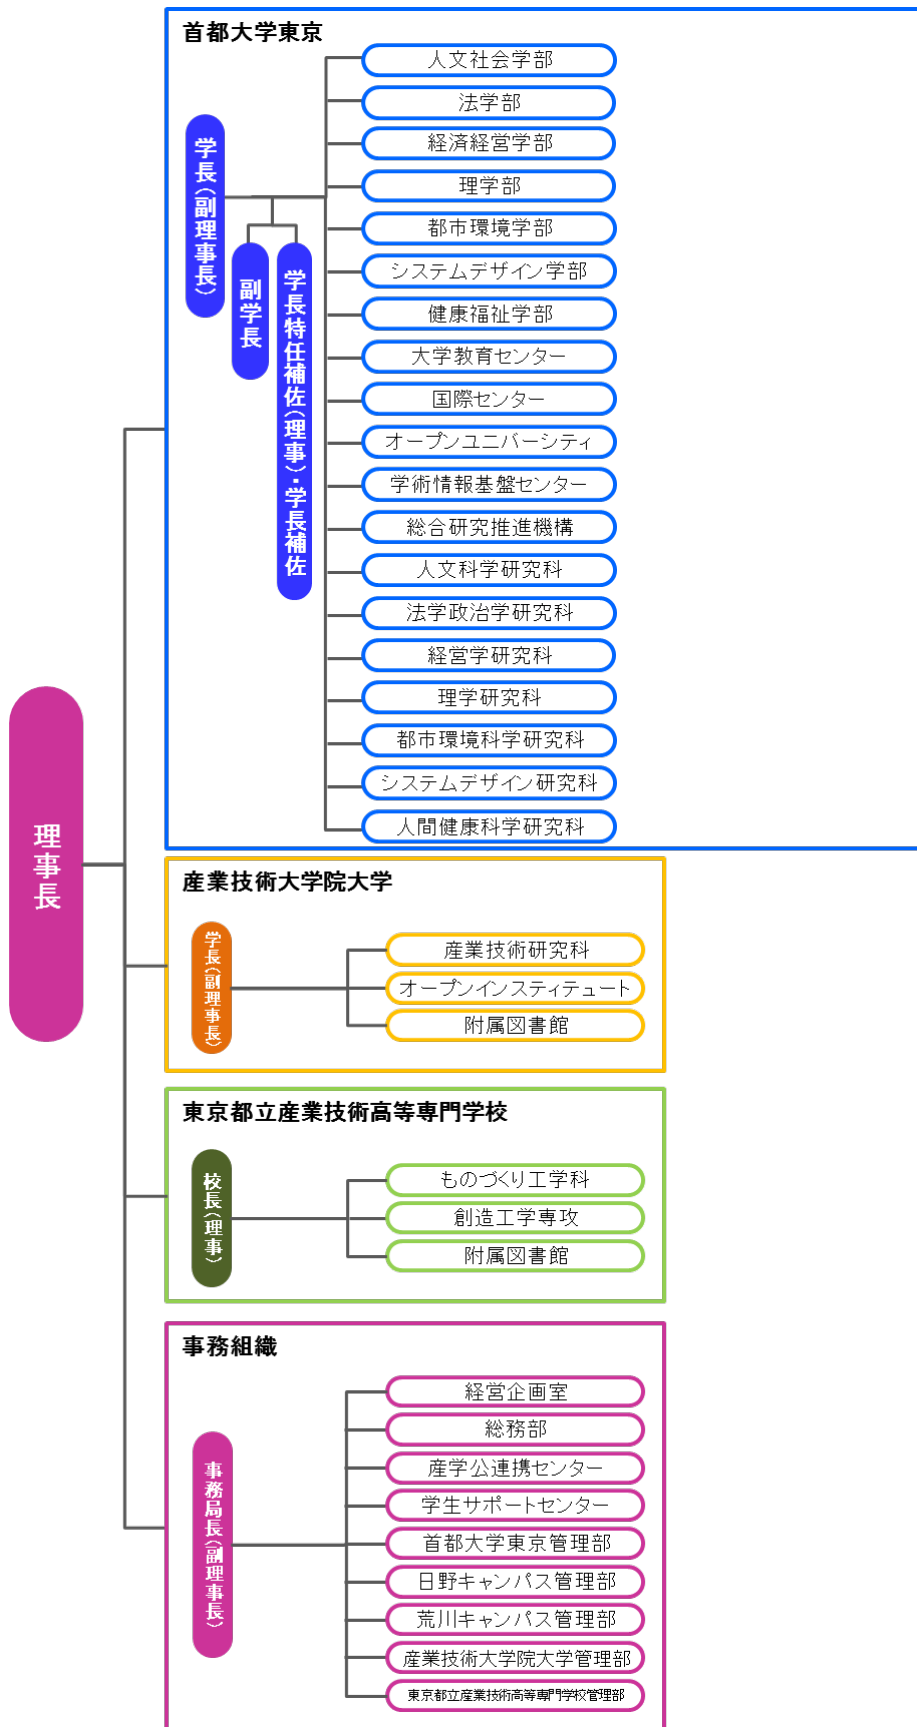 理事長
首都大学東京
学長(副理事長)
副学長
学長特任補佐(理事)・学長補佐
人文社会学部
法学部
経済経営学部
理学部
都市環境学部
システムデザイン学部
健康福祉学部
大学教育センター
国際センター
オープンユニバーシティ
学術情報基盤センター
総合研究推進機構
人文科学研究科
法学政治学研究科
経営学研究科
理学研究科
都市環境科学研究科
システムデザイン研究科
人間健康科学研究科
産業技術大学院大学
学長(副理事長)
産業技術研究科
オープンインスティテュート
附属図書館
東京都立産業技術高等専門学校
校長(理事)
ものづくり工学科
創造工学専攻
附属図書館
事務組織
事務局長(副理事長)
経営企画室
総務部
産学公連携センター
学生サポートセンター
首都大学東京管理部
日野キャンパス管理部
荒川キャンパス管理部
産業技術大学院大学管理部
東京都立産業技術高等専門学校管理部